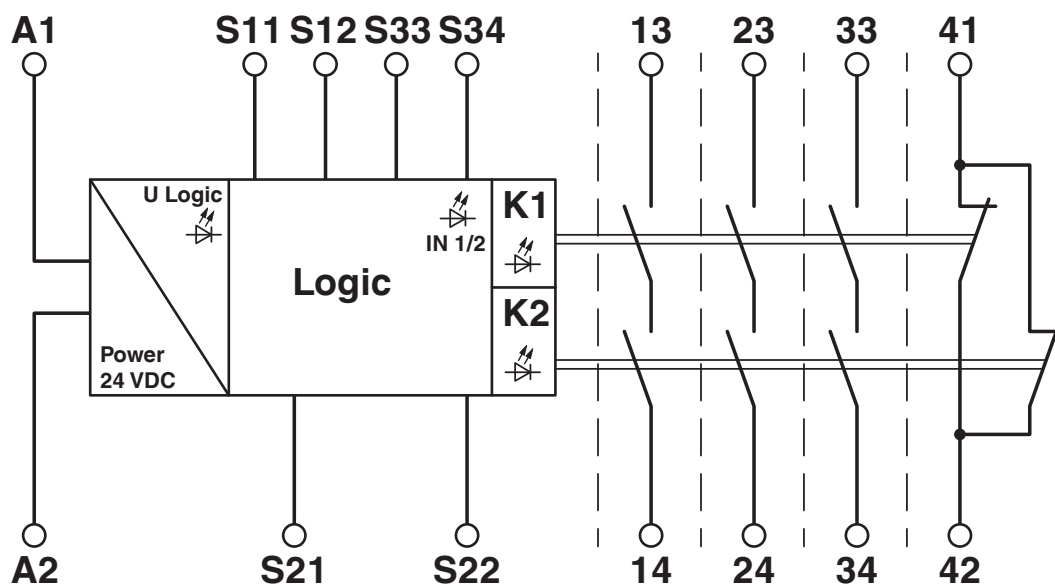 A1 S11 S12 S33 S34 13 23 33 41
U Logic
K1
IN 1/2
Logic
K2
Power
24 VDC
A2 S21 S22 14 24 34 42